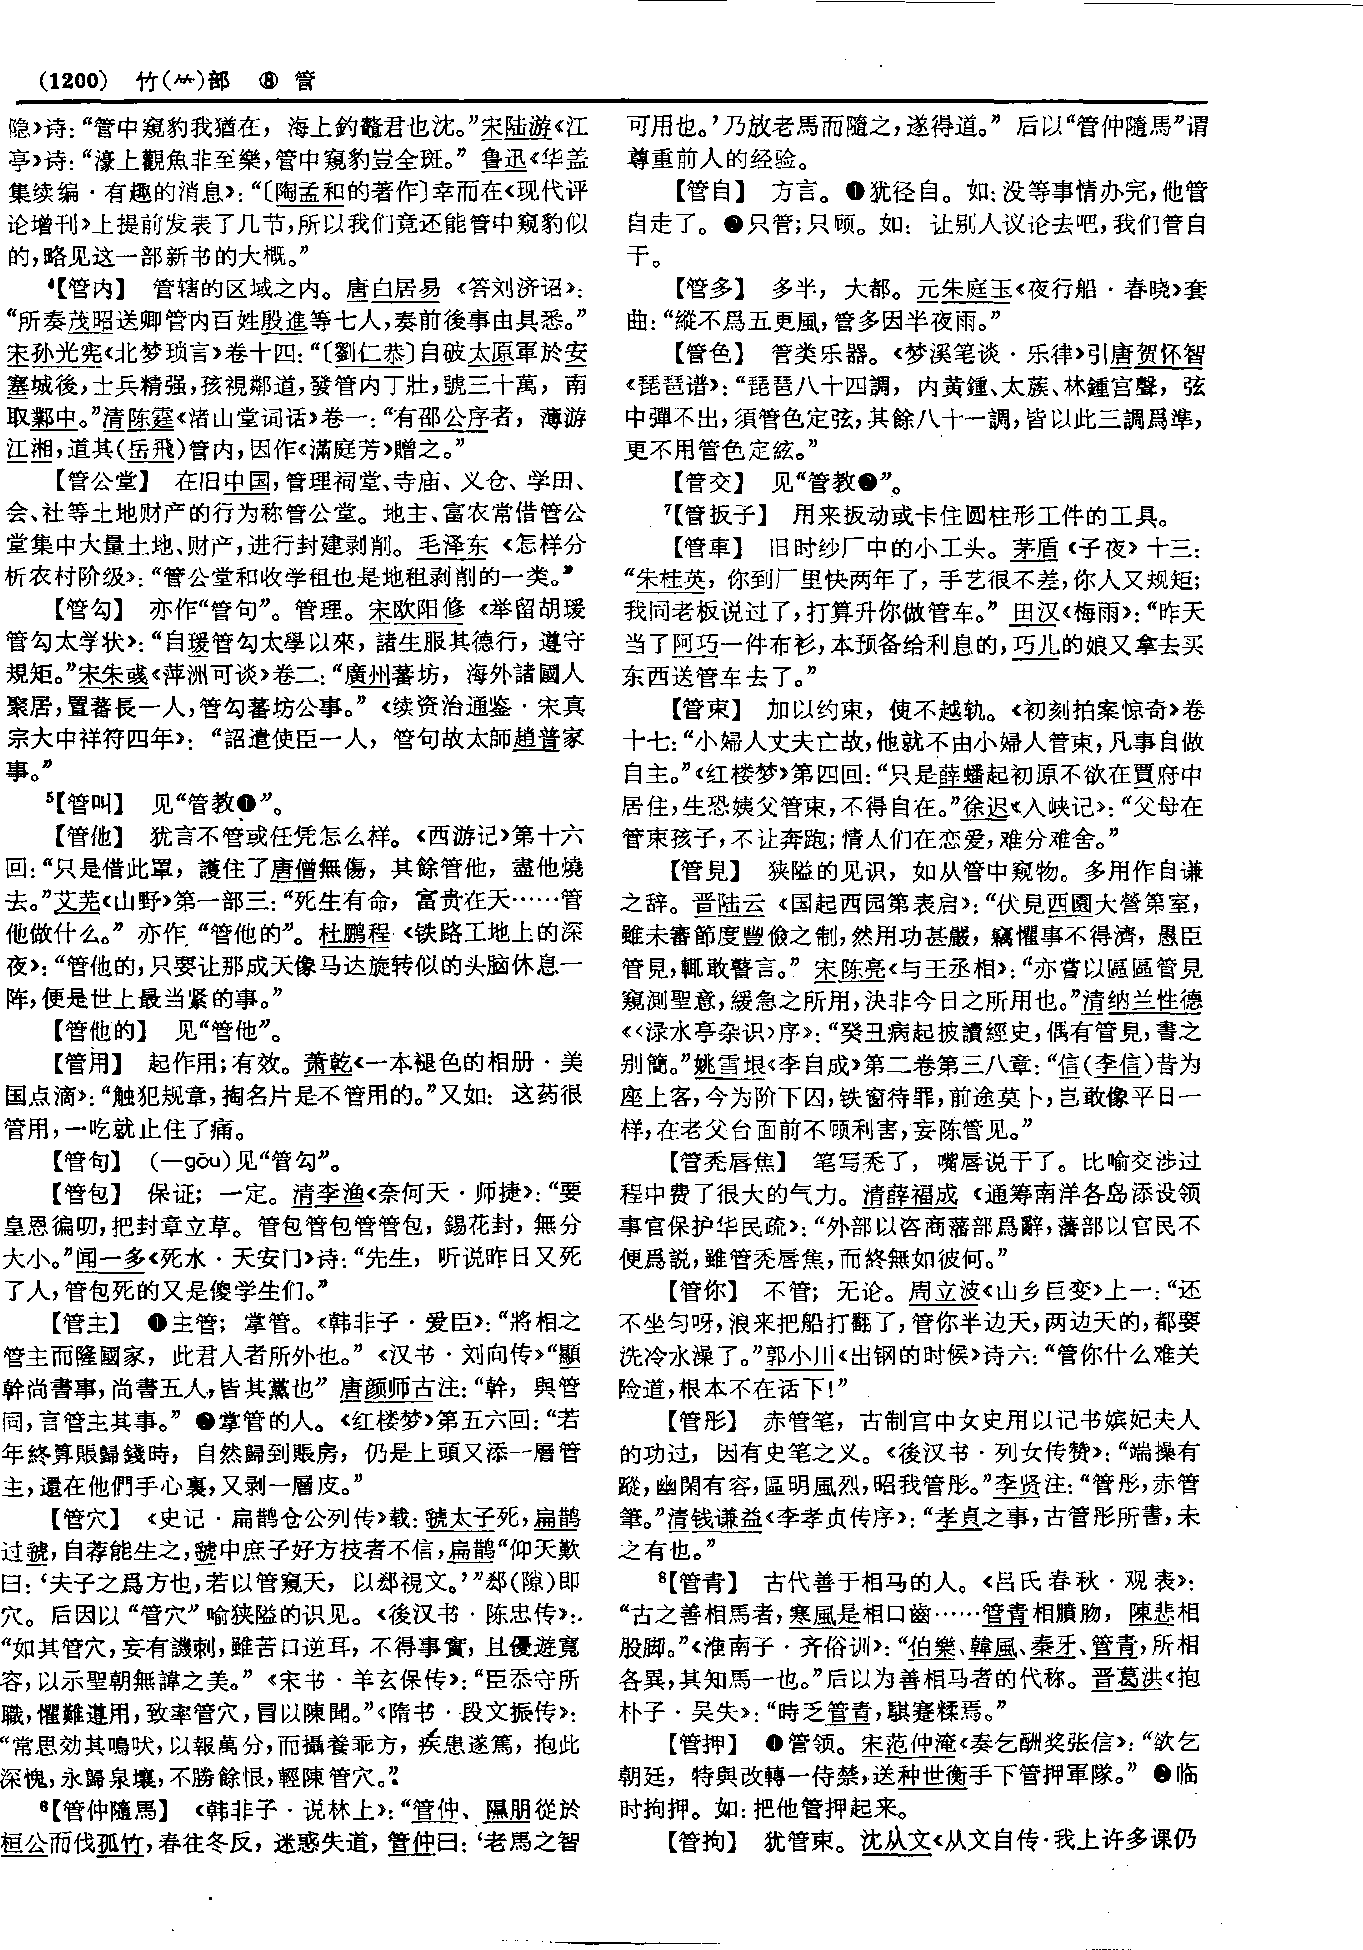 (1200) 竹(⺮)部 ⑧ 管
隐》诗：“管中窺豹我猶在，海上釣鼇君也沈。”宋陆游《江
亭》诗：“濠上觀魚非至樂，管中窺豹豈全斑。”鲁迅《华盖
集续编·有趣的消息》：“〔陶孟和的著作〕幸而在《现代评
论增刊》上提前发表了几节，所以我们竟还能管中窥豹似
的，略见这一部新书的大概。”
⁴【管内】 管辖的区域之内。唐白居易《答刘济诏》：
“所奏茂昭送卿管内百姓殷進等七人，奏前後事由具悉。”
宋孙光宪《北梦琐言》卷十四：“〔劉仁恭〕自破太原軍於安
塞城後，士兵精强，孩視鄰道，發管内丁壯，號三十萬，南
取鄴中。”清陈霆《渚山堂词话》卷一：“有邵公序者，薄游
江湘，道其(岳飛)管内，因作《滿庭芳》贈之。”
【管公堂】 在旧中国，管理祠堂、寺庙、义仓、学田、
会、社等土地财产的行为称管公堂。地主、富农常借管公
堂集中大量土地、财产，进行封建剥削。毛泽东《怎样分
析农村阶级》：“管公堂和收学租也是地租剥削的一类。”
【管勾】 亦作“管句”。管理。宋欧阳修《举留胡瑗
管勾太学状》：“自瑗管勾太學以來，諸生服其德行，遵守
規矩。”宋朱彧《萍洲可谈》卷二：“廣州蕃坊，海外諸國人
聚居，置蕃長一人，管勾蕃坊公事。”《续资治通鉴·宋真
宗大中祥符四年》：“詔遣使臣一人，管句故太師趙普家
事。”
⁵【管叫】 见“管教❶”。
【管他】 犹言不管或任凭怎么样。《西游记》第十六
回：“只是借此罩，護住了唐僧無傷，其餘管他，盡他燒
去。”艾芜《山野》第一部三：“死生有命，富贵在天……管
他做什么。”亦作“管他的”。杜鹏程《铁路工地上的深
夜》：“管他的，只要让那成天像马达旋转似的头脑休息一
阵，便是世上最当紧的事。”
【管他的】 见“管他”。
【管用】 起作用；有效。萧乾《一本褪色的相册·美
国点滴》：“触犯规章，掏名片是不管用的。”又如：这药很
管用，一吃就止住了痛。
【管句】 (—gōu)见“管勾”。
【管包】 保证；一定。清李渔《奈何天·师捷》：“要
皇恩徧叨，把封章立草。管包管包管管包，錫花封，無分
大小。”闻一多《死水·天安门》诗：“先生，听说昨日又死
了人，管包死的又是傻学生们。”
【管主】 ❶主管；掌管。《韩非子·爱臣》：“將相之
管主而隆國家，此君人者所外也。”《汉书·刘向传》“顯
幹尚書事，尚書五人，皆其黨也”唐颜师古注：“幹，與管
同，言管主其事。”❷掌管的人。《红楼梦》第五六回：“若
年終算賬歸錢時，自然歸到賬房，仍是上頭又添一層管
主，還在他們手心裏，又剥一層皮。”
【管穴】 《史记·扁鹊仓公列传》载：虢太子死，扁鹊
过虢，自荐能生之，虢中庶子好方技者不信，扁鹊“仰天歎
曰：‘夫子之爲方也，若以管窺天，以郄視文。’”郄(隙)即
穴。后因以“管穴”喻狭隘的识见。《後汉书·陈忠传》：
“如其管穴，妄有譏刺，雖苦口逆耳，不得事實，且優遊寬
容，以示聖朝無諱之美。”《宋书·羊玄保传》：“臣忝守所
職，懼難遵用，致率管穴，冒以陳聞。”《隋书·段文振传》：
“常思効其鳴吠，以報萬分，而攝養乖方，疾患遂篤，抱此
深愧，永歸泉壤，不勝餘恨，輕陳管穴。”
⁶【管仲隨馬】 《韩非子·说林上》：“管仲、隰朋從於
桓公而伐孤竹，春往冬反，迷惑失道，管仲曰：‘老馬之智
可用也。’乃放老馬而隨之，遂得道。”后以“管仲隨馬”谓
尊重前人的经验。
【管自】 方言。❶犹径自。如：没等事情办完，他管
自走了。❷只管；只顾。如：让别人议论去吧，我们管自
干。
【管多】 多半，大都。元朱庭玉《夜行船·春晓》套
曲：“縱不爲五更風，管多因半夜雨。”
【管色】 管类乐器。《梦溪笔谈·乐律》引唐贺怀智
《琵琶谱》：“琵琶八十四調，内黄鍾、太蔟、林鍾宫聲，弦
中彈不出，須管色定弦，其餘八十一調，皆以此三調爲準，
更不用管色定絃。”
【管交】 见“管教❷”。
⁷【管扳子】 用来扳动或卡住圆柱形工件的工具。
【管車】 旧时纱厂中的小工头。茅盾《子夜》十三：
“朱桂英，你到厂里快两年了，手艺很不差，你人又规矩；
我同老板说过了，打算升你做管车。”田汉《梅雨》：“昨天
当了阿巧一件布衫，本预备给利息的，巧儿的娘又拿去买
东西送管车去了。”
【管束】 加以约束，使不越轨。《初刻拍案惊奇》卷
十七：“小婦人丈夫亡故，他就不由小婦人管束，凡事自做
自主。”《红楼梦》第四回：“只是薛蟠起初原不欲在賈府中
居住，生恐姨父管束，不得自在。”徐迟《入峡记》：“父母在
管束孩子，不让奔跑；情人们在恋爱，难分难舍。”
【管見】 狭隘的见识，如从管中窥物。多用作自谦
之辞。晋陆云《国起西园第表启》：“伏見西園大營第室，
雖未審節度豐儉之制，然用功甚嚴，竊懼事不得濟，愚臣
管見，輒敢瞽言。”宋陈亮《与王丞相》：“亦嘗以區區管見
窺測聖意，緩急之所用，決非今日之所用也。”清纳兰性德
《〈渌水亭杂识〉序》：“癸丑病起披讀經史，偶有管見，書之
别簡。”姚雪垠《李自成》第二卷第三八章：“信(李信)昔为
座上客，今为阶下囚，铁窗待罪，前途莫卜，岂敢像平日一
样，在老父台面前不顾利害，妄陈管见。”
【管秃唇焦】 笔写秃了，嘴唇说干了。比喻交涉过
程中费了很大的气力。清薛福成《通筹南洋各岛添设领
事官保护华民疏》：“外部以咨商藩部爲辭，藩部以官民不
便爲説，雖管秃唇焦，而終無如彼何。”
【管你】 不管；无论。周立波《山乡巨变》上一：“还
不坐匀呀，浪来把船打翻了，管你半边天，两边天的，都要
洗冷水澡了。”郭小川《出钢的时候》诗六：“管你什么难关
险道，根本不在话下！”
【管彤】 赤管笔，古制宫中女史用以记书嫔妃夫人
的功过，因有史笔之义。《後汉书·列女传赞》：“端操有
蹤，幽閑有容，區明風烈，昭我管彤。”李贤注：“管彤，赤管
筆。”清钱谦益《李孝贞传序》：“孝貞之事，古管彤所書，未
之有也。”
⁸【管青】 古代善于相马的人。《吕氏春秋·观表》：
“古之善相馬者，寒風是相口齒……管青相膹肳，陳悲相
股脚。”《淮南子·齐俗训》：“伯樂、韓風、秦牙、管青，所相
各異，其知馬一也。”后以为善相马者的代称。晋葛洪《抱
朴子·吴失》：“時乏管青，騏蹇糅焉。”
【管押】 ❶管领。宋范仲淹《奏乞酬奖张信》：“欲乞
朝廷，特與改轉一侍禁，送种世衡手下管押軍隊。”❷临
时拘押。如：把他管押起来。
【管拘】 犹管束。沈从文《从文自传·我上许多课仍